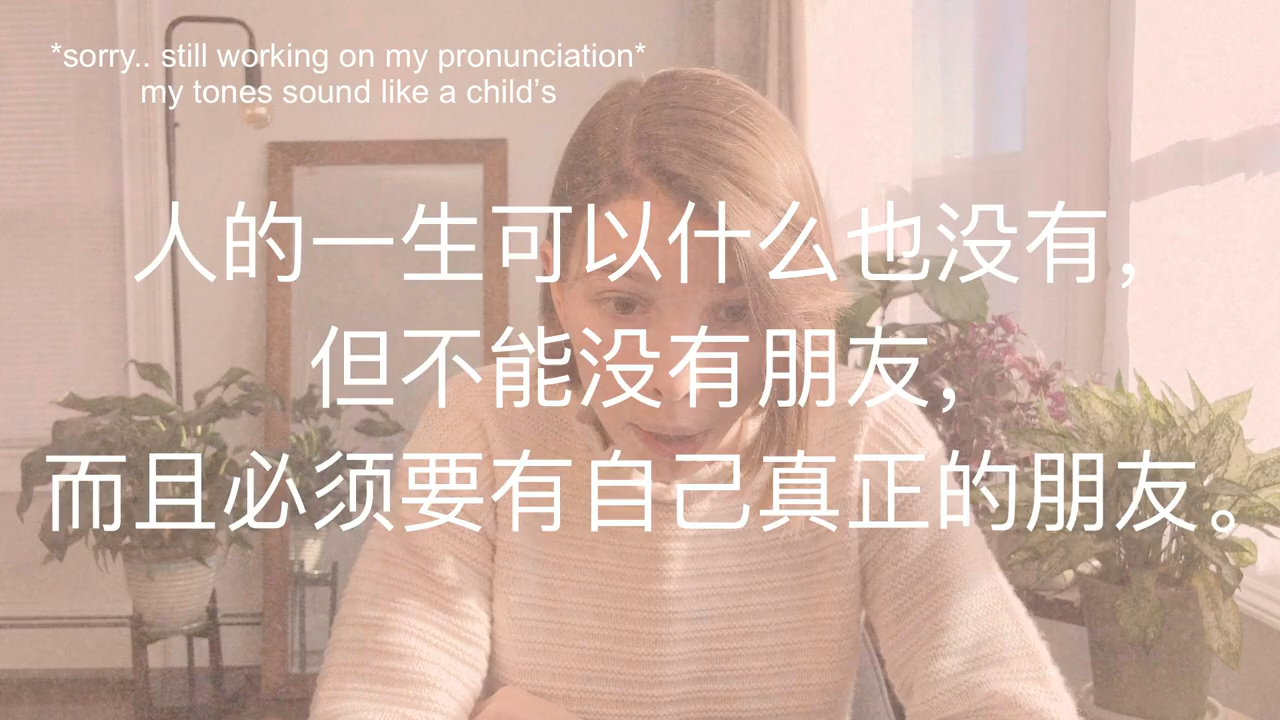 *sorry.. still working on my pronunciation*
my tones sound like a child’s
人的一生可以什么也没有，
但不能没有朋友，
而且必须要有自己真正的朋友。